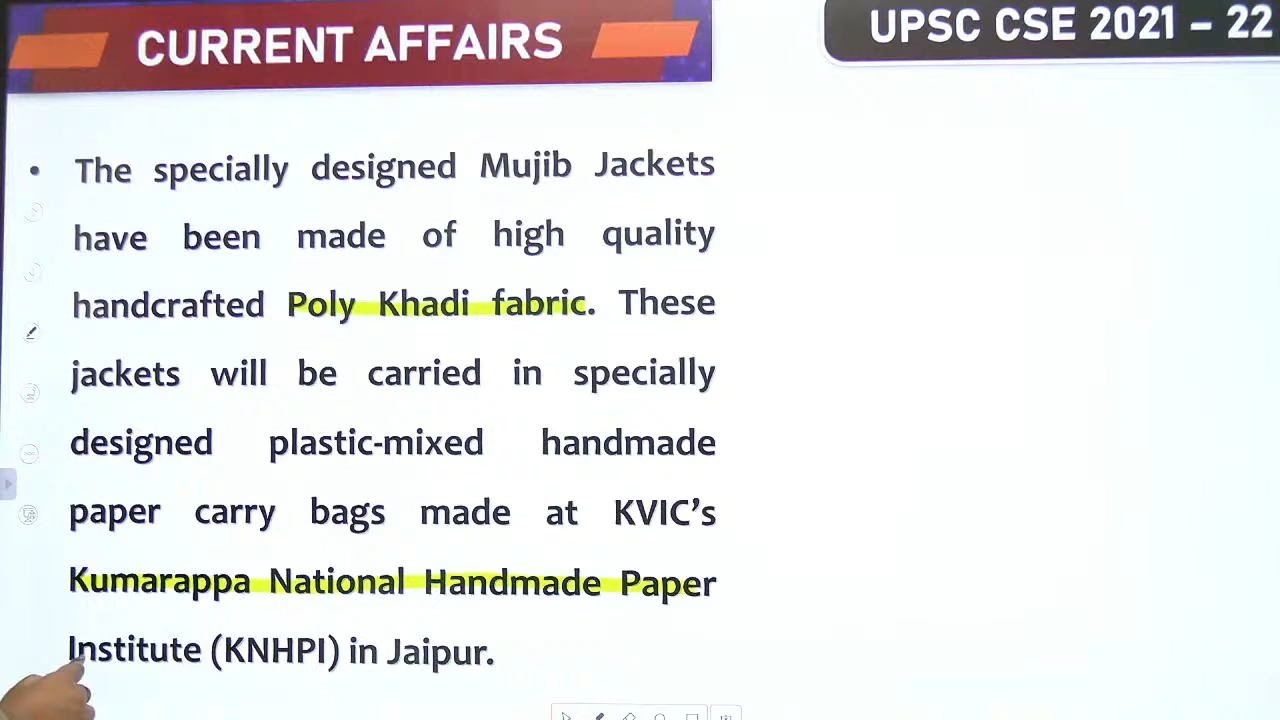 CURRENT AFFAIRS
UPSC CSE 2021 – 22
• The specially designed Mujib Jackets
have been made of high quality
handcrafted Poly Khadi fabric. These
jackets will be carried in specially
designed plastic-mixed handmade
paper carry bags made at KVIC’s
Kumarappa National Handmade Paper
Institute (KNHPI) in Jaipur.